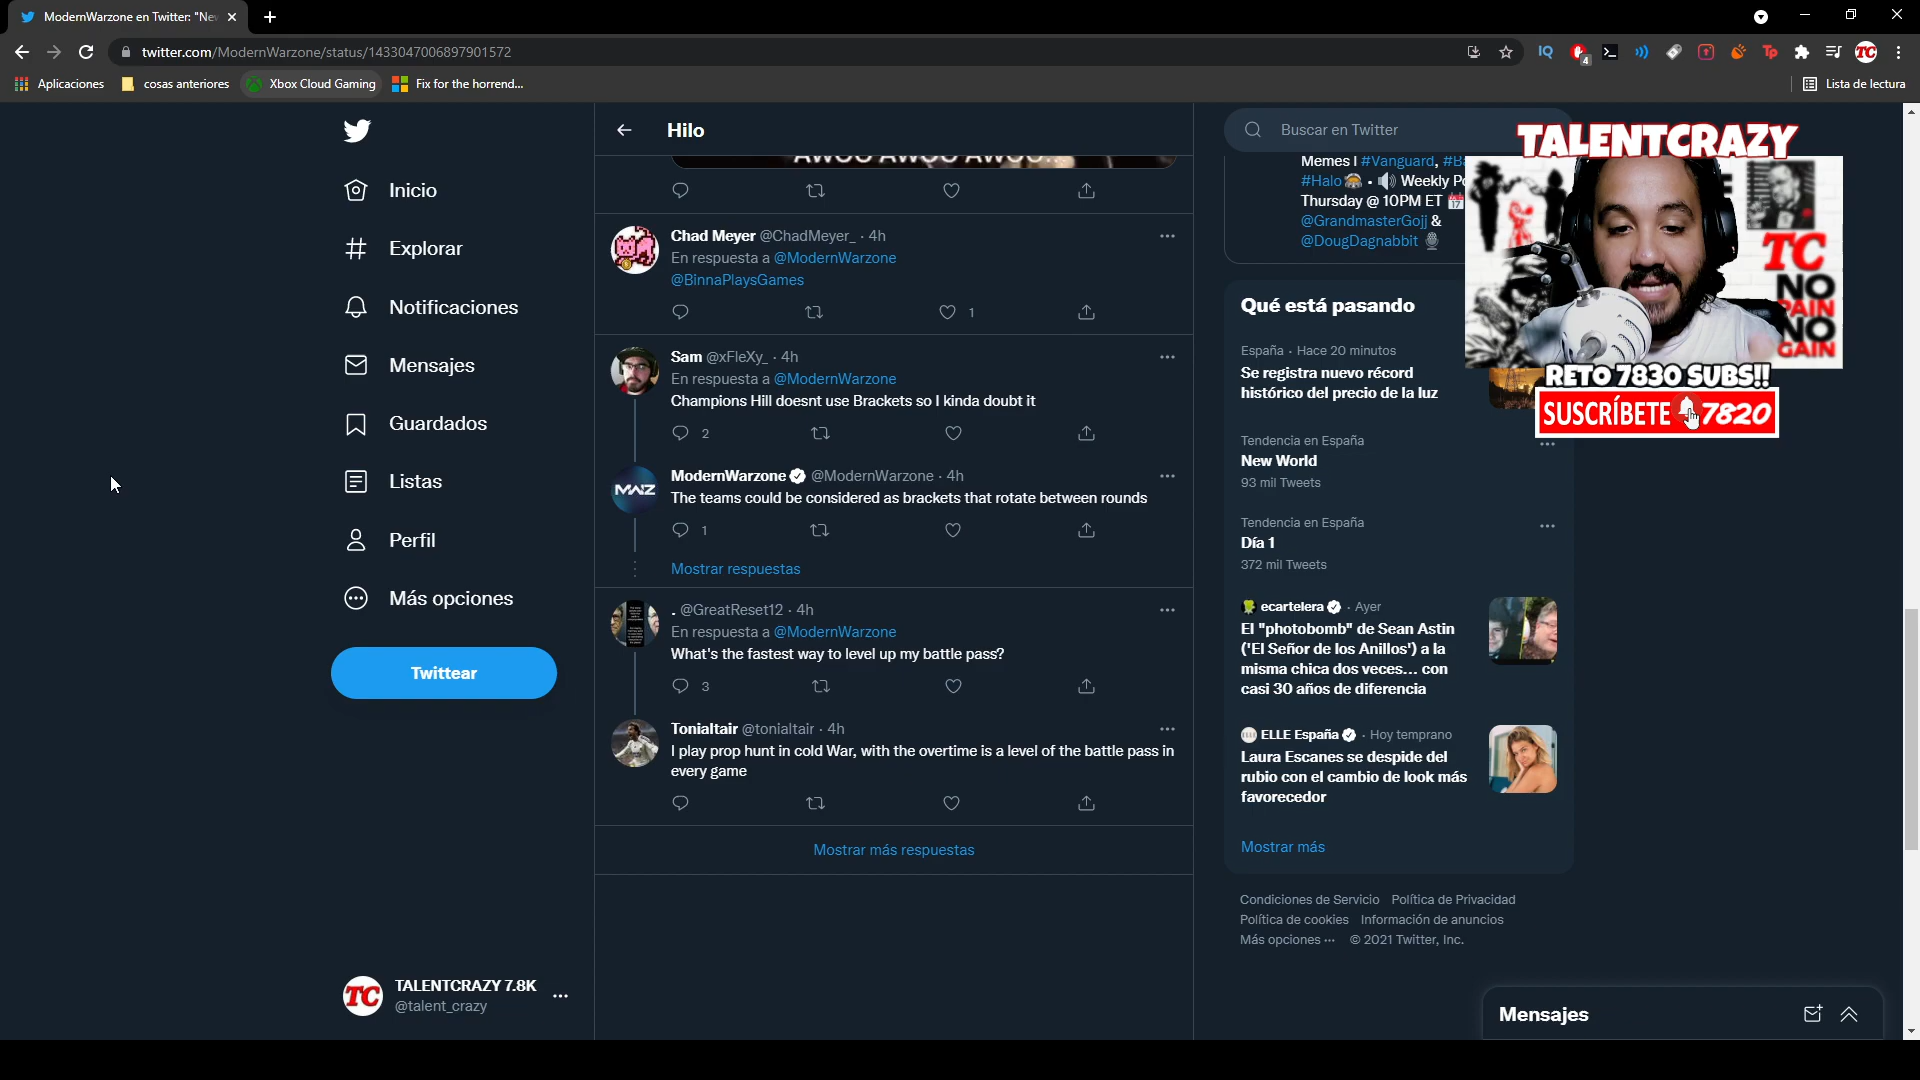 ModernWarzone en Twitter: "Ne
twitter.com/ModernWarzone/status/1433047006897901572
4
TC
Aplicaciones
cosas anteriores
Xbox Cloud Gaming
Fix for the horrend...
Lista de lectura
Inicio
Explorar
Notificaciones
Mensajes
Guardados
Listas
Perfil
Más opciones
Twittear
TC
TALENTCRAZY 7.8K
@talent_crazy
Hilo
AWOO AWOO AWOO...
Chad Meyer @ChadMeyer_ · 4h
En respuesta a @ModernWarzone
@BinnaPlaysGames
1
Sam @xFleXy_ · 4h
En respuesta a @ModernWarzone
Champions Hill doesnt use Brackets so I kinda doubt it
2
MWZ
ModernWarzone @ModernWarzone · 4h
The teams could be considered as brackets that rotate between rounds
1
Mostrar respuestas
. @GreatReset12 · 4h
En respuesta a @ModernWarzone
What's the fastest way to level up my battle pass?
3
Tonialtair @tonialtair · 4h
I play prop hunt in cold War, with the overtime is a level of the battle pass in
every game
Mostrar más respuestas
Buscar en Twitter
Memes | #Vanguard, #Ba
#Halo · Weekly Po
Thursday @ 10PM ET
@GrandmasterGojj &
@DougDagnabbit
TALENTCRAZY
TC
NO
PAIN
NO
GAIN
RETO 7830 SUBS!!
SUSCRÍBETE 7820
Qué está pasando
España · Hace 20 minutos
Se registra nuevo récord
histórico del precio de la luz
Tendencia en España
New World
93 mil Tweets
Tendencia en España
Día 1
372 mil Tweets
ecartelera · Ayer
El "photobomb" de Sean Astin
('El Señor de los Anillos') a la
misma chica dos veces... con
casi 30 años de diferencia
ELLE España · Hoy temprano
Laura Escanes se despide del
rubio con el cambio de look más
favorecedor
Mostrar más
Condiciones de Servicio Política de Privacidad
Política de cookies Información de anuncios
Más opciones ··· © 2021 Twitter, Inc.
Mensajes